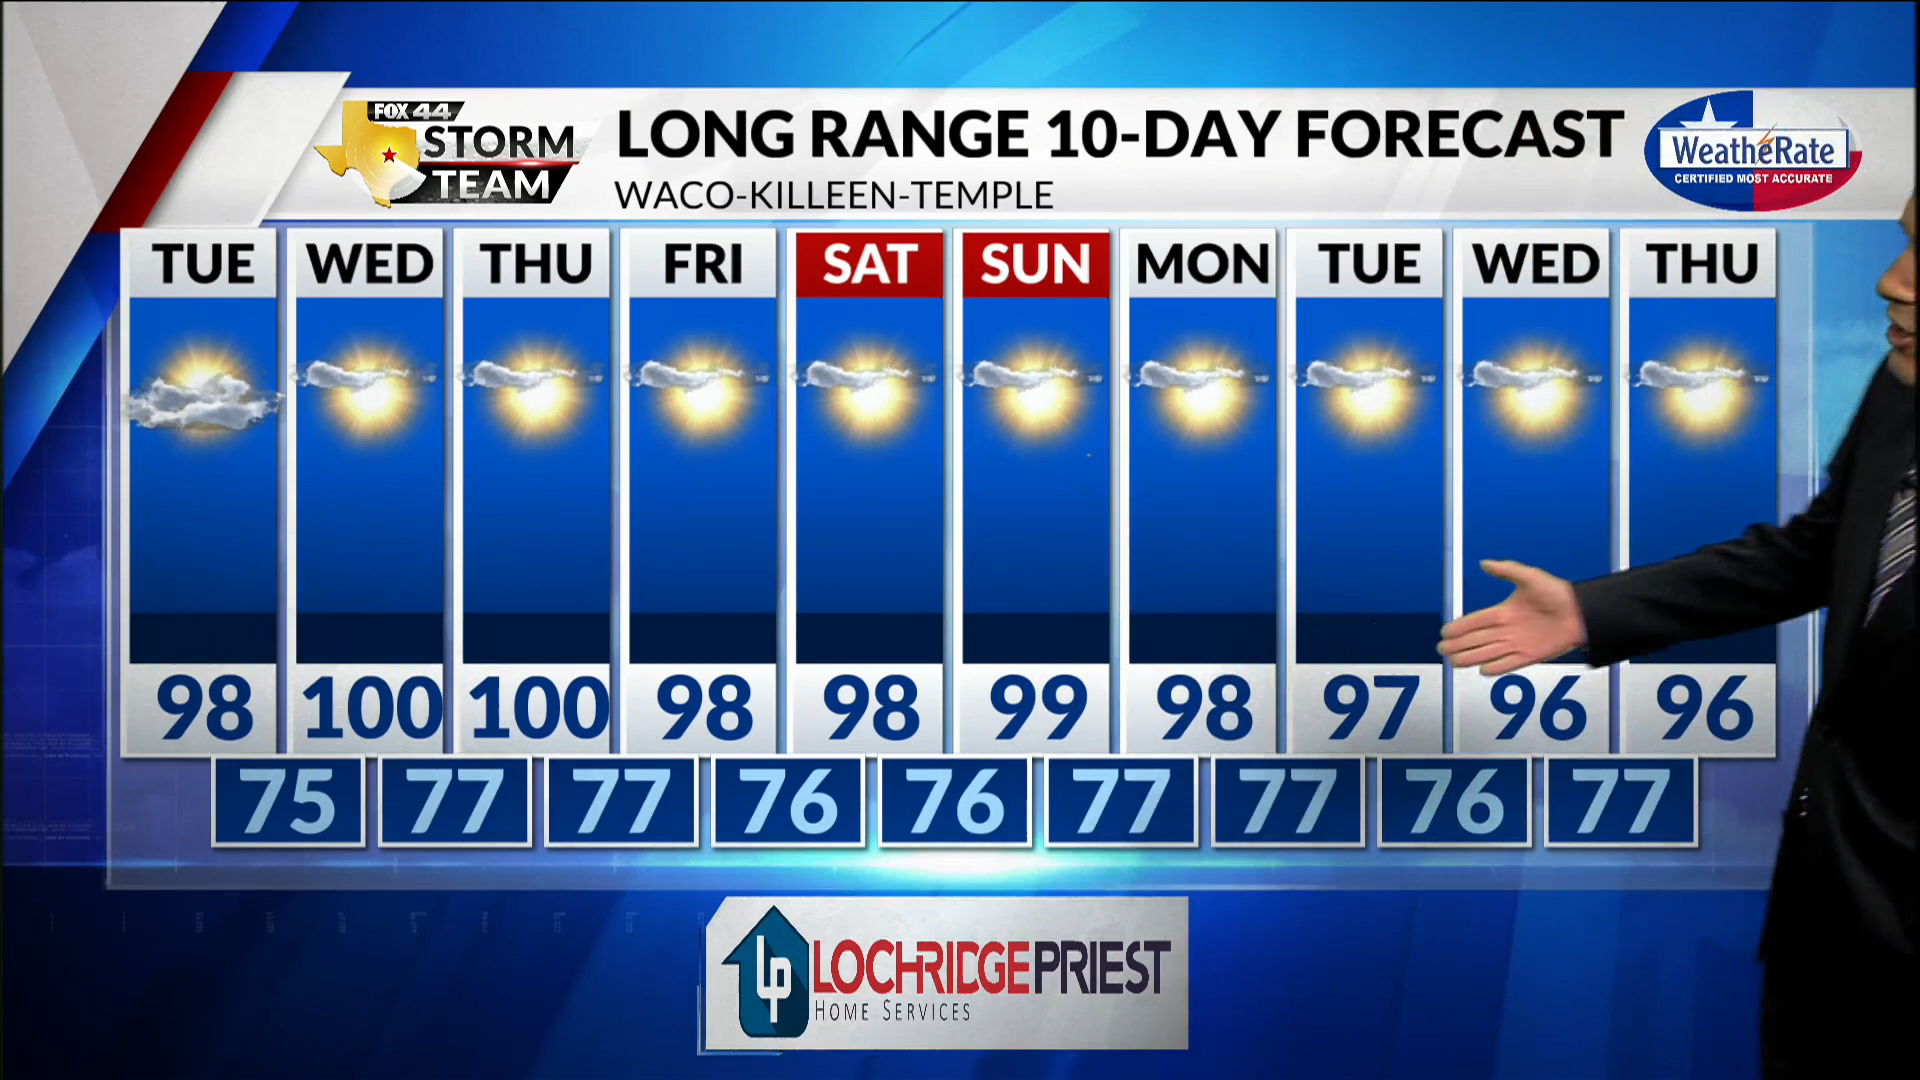 FOX 44
STORM
TEAM
LONG RANGE 10-DAY FORECAST
WACO-KILLEEN-TEMPLE
WeatheRate
CERTIFIED MOST ACCURATE
TUE WED THU FRI SAT SUN MON TUE WED THU
98 100 100 98 98 99 98 97 96 96
75 77 77 76 76 77 77 76 77
lp LOCHRIDGEPRIEST
HOME SERVICES